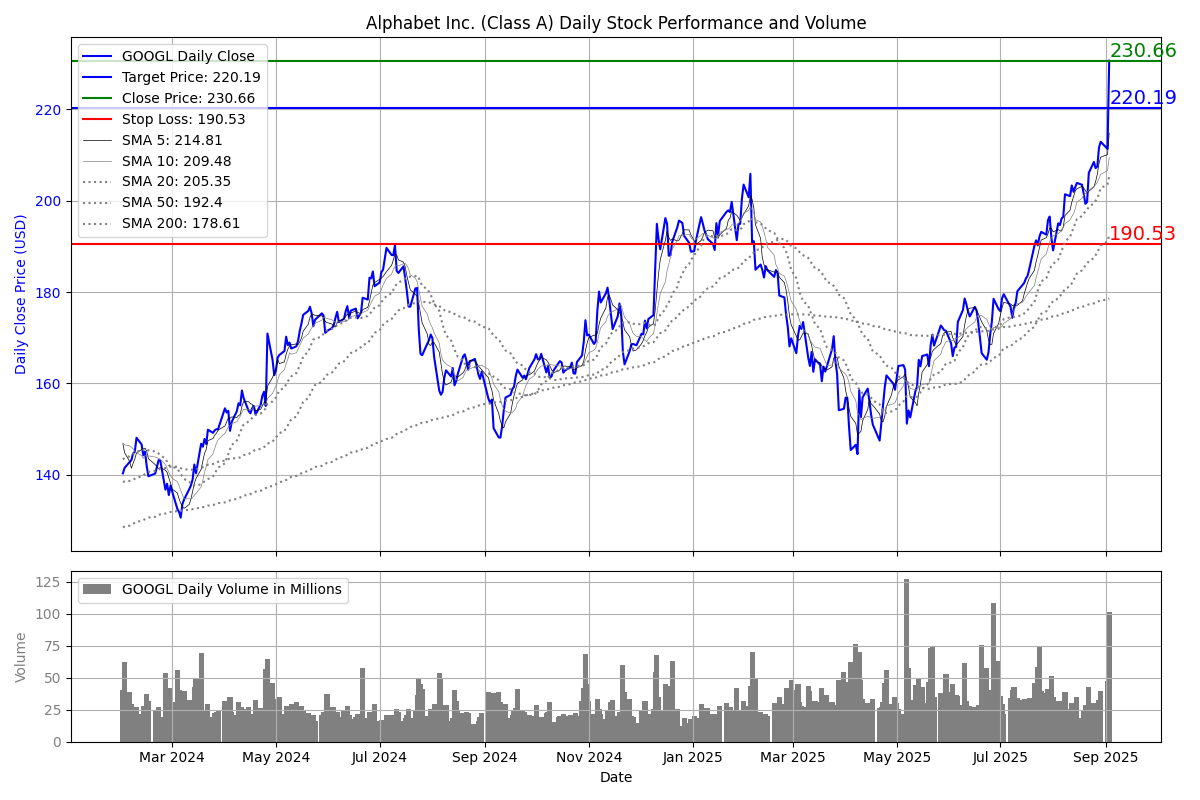 Alphabet Inc. (Class A) Daily Stock Performance and Volume
GOOGL Daily Close
Target Price: 220.19
Close Price: 230.66
Stop Loss: 190.53
SMA 5: 214.81
SMA 10: 209.48
SMA 20: 205.35
SMA 50: 192.4
SMA 200: 178.61
230.66
220.19
190.53
Daily Close Price (USD)
220
200
180
160
140
GOOGL Daily Volume in Millions
Volume
125
100
75
50
25
0
Mar 2024 May 2024 Jul 2024 Sep 2024 Nov 2024 Jan 2025 Mar 2025 May 2025 Jul 2025 Sep 2025
Date